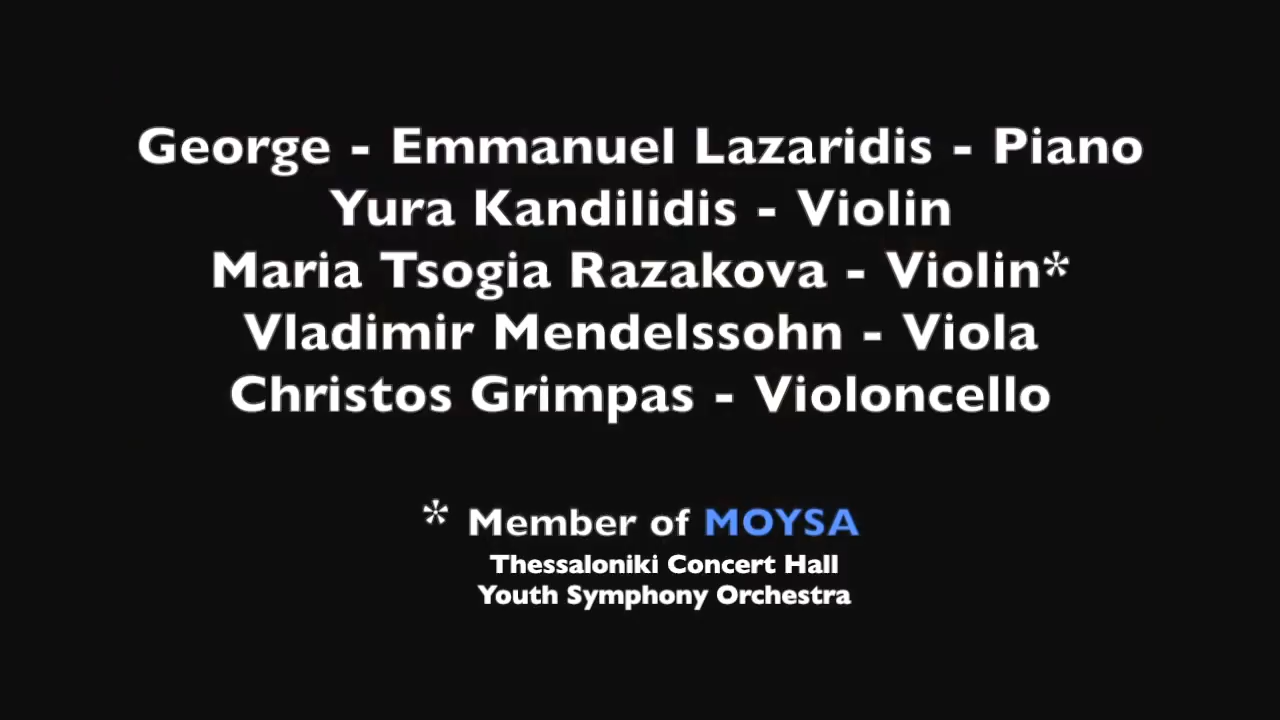 George - Emmanuel Lazaridis - Piano
Yura Kandilidis - Violin
Maria Tsogia Razakova - Violin*
Vladimir Mendelssohn - Viola
Christos Grimpas - Violoncello
* Member of MOYSA
Thessaloniki Concert Hall
Youth Symphony Orchestra